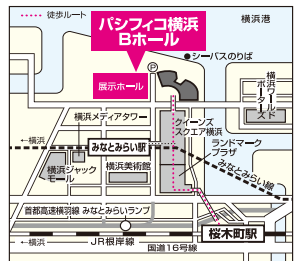 徒歩ルート
横浜港
パシフィコ横浜
Bホール
シーバスのりば
P
展示ホール
横浜ワールド
ポーターズ
横浜メディアタワー
クィーンズ
スクエア横浜
←横浜
みなとみらい駅
ランドマーク
プラザ
横浜ジャック
モール
横浜美術館
みなとみらい線
首都高速横羽線 みなとみらいランプ
桜木町駅
←横浜
JR根岸線
国道16号線